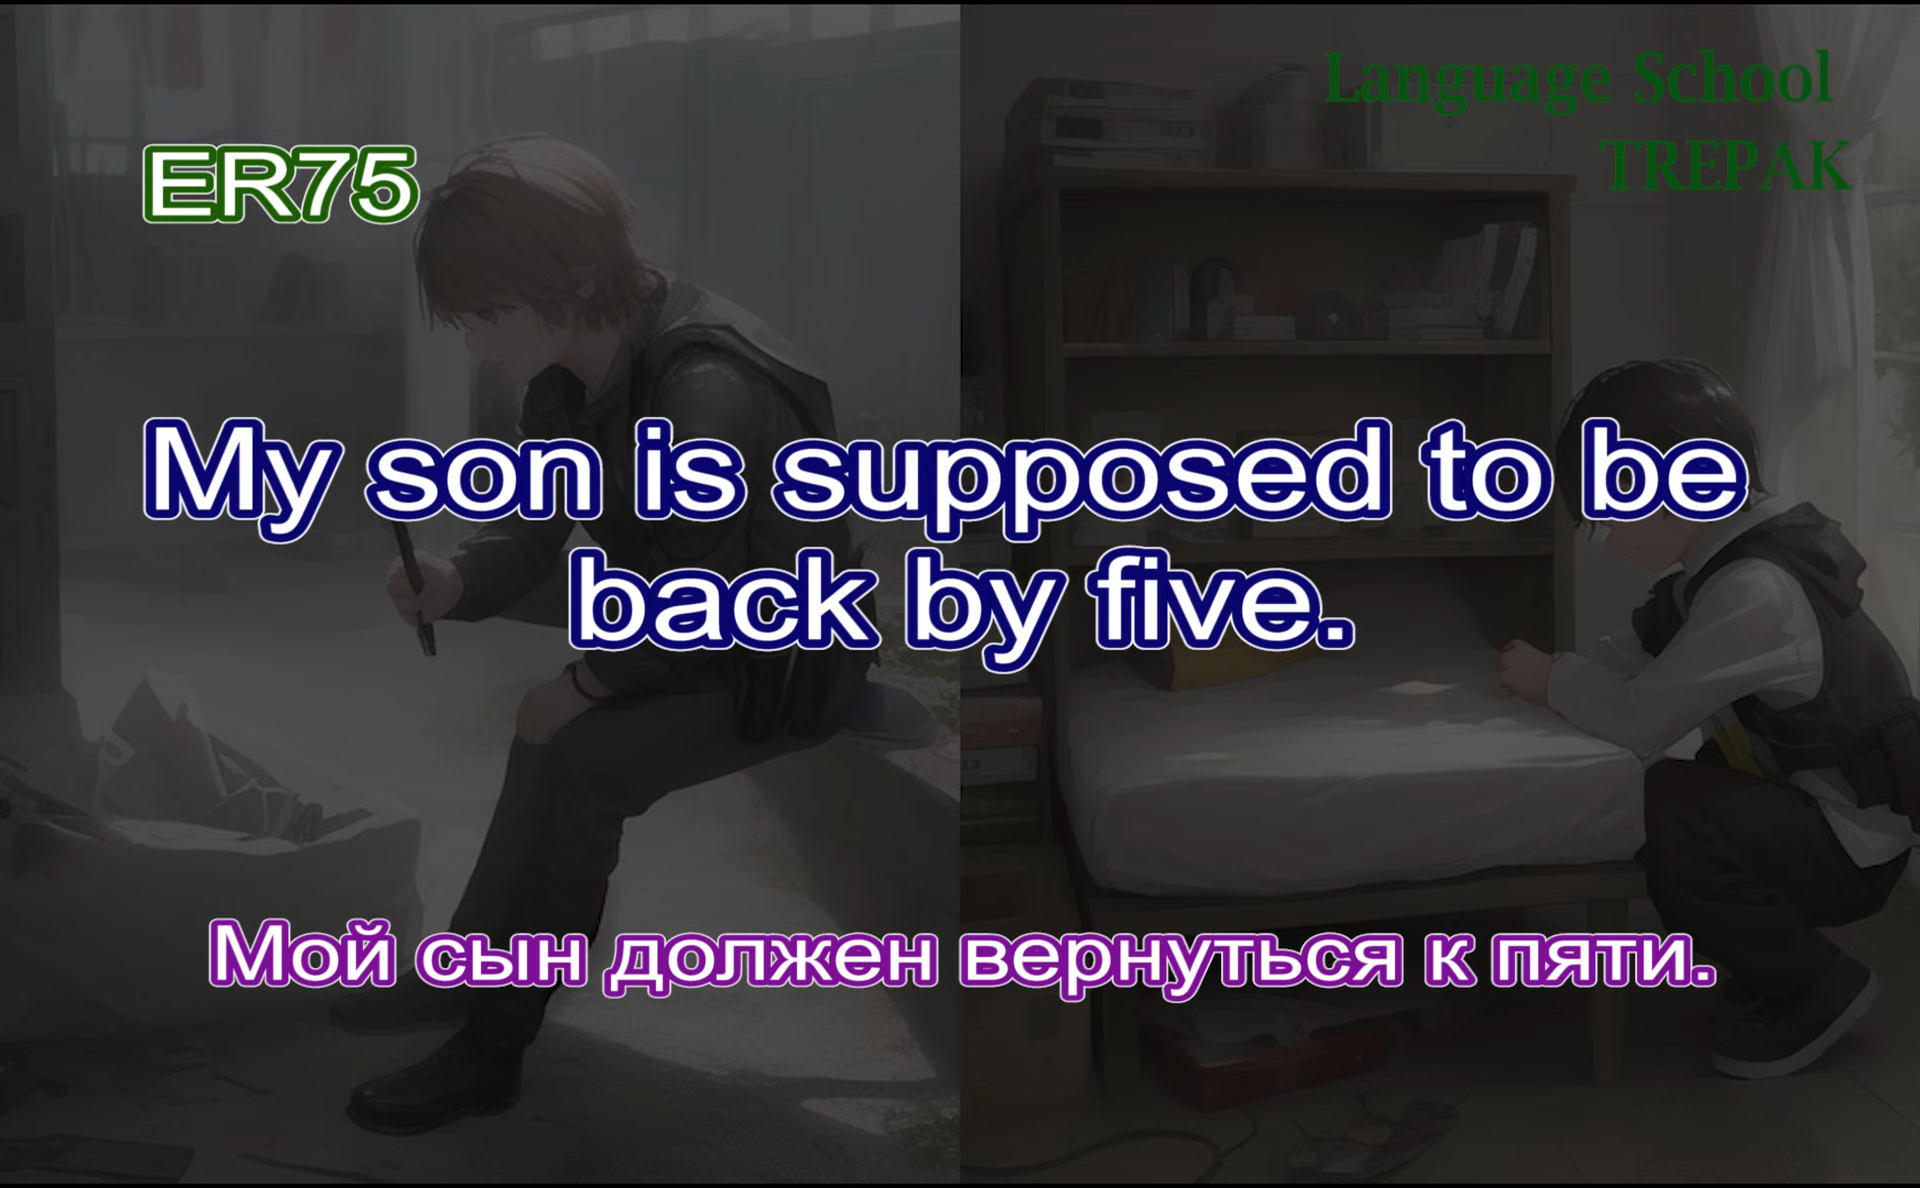 Language School
TREPAK
ER75
My son is supposed to be
back by five.
Мой сын должен вернуться к пяти.